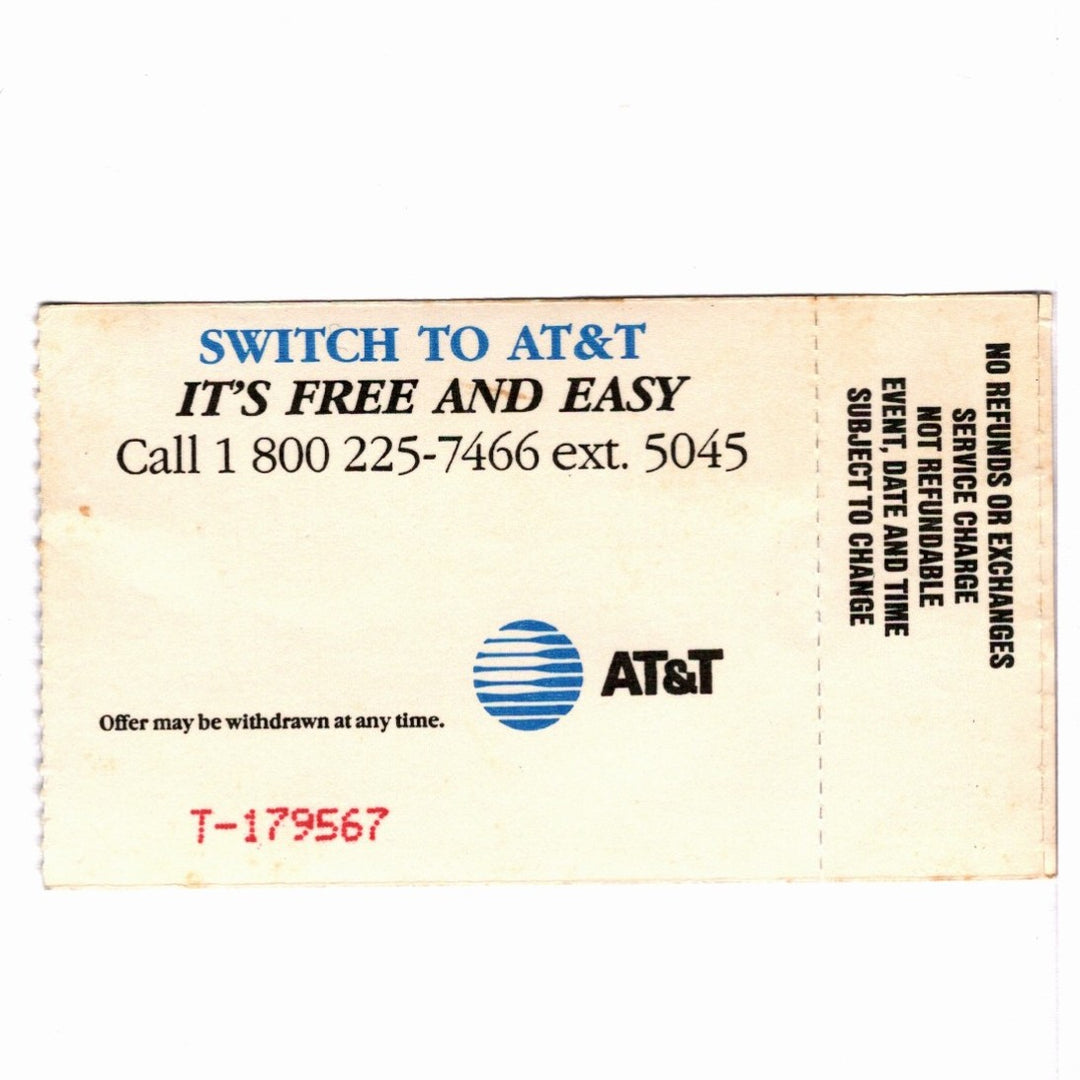 SWITCH TO AT&T
IT'S FREE AND EASY
Call 1 800 225-7466 ext. 5045
AT&T
Offer may be withdrawn at any time.
T-179567
NO REFUNDS OR EXCHANGES
SERVICE CHARGE
NOT REFUNDABLE
EVENT, DATE AND TIME
SUBJECT TO CHANGE